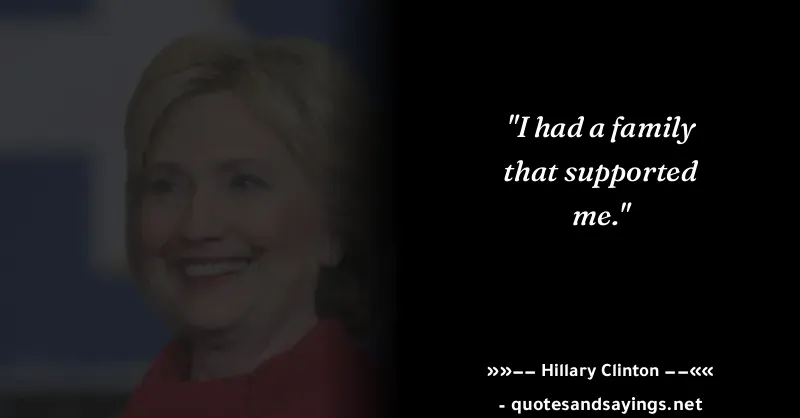 "I had a family
that supported
me."
»»−− Hillary Clinton −−««
- quotesandsayings.net